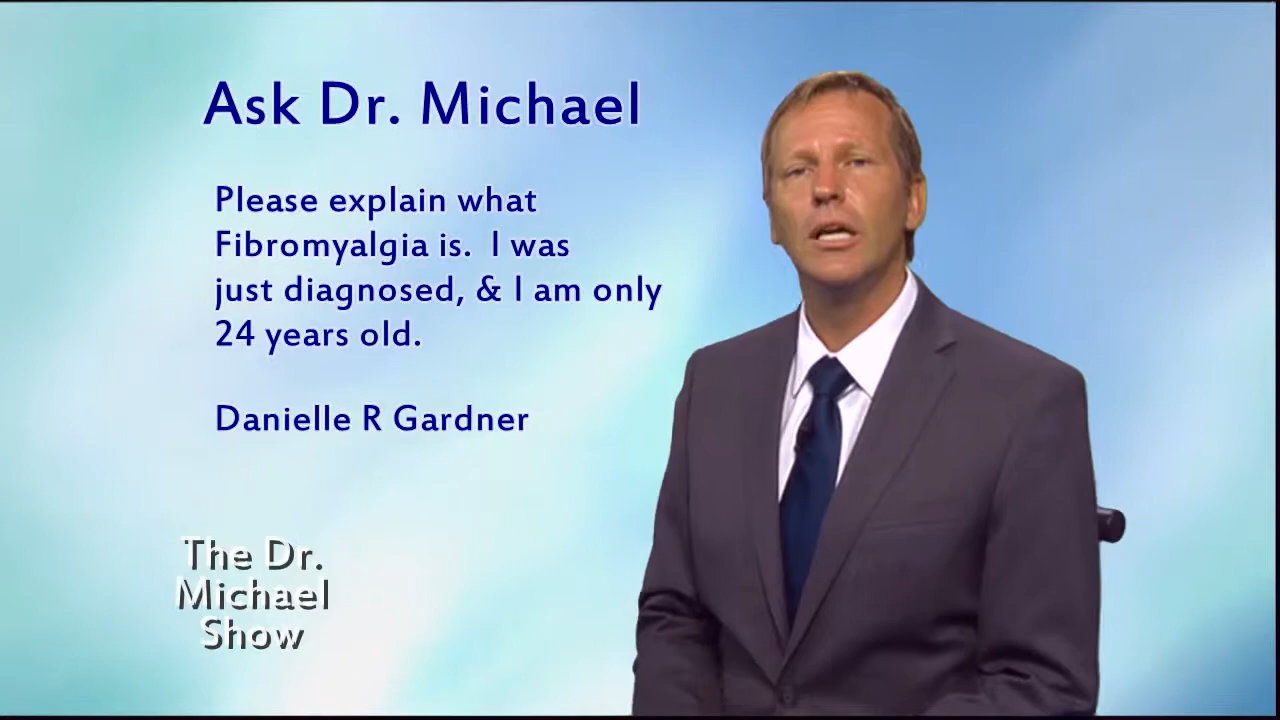 Ask Dr. Michael
Please explain what
Fibromyalgia is.  I was
just diagnosed, & I am only
24 years old.
Danielle R Gardner
The Dr.
Michael
Show